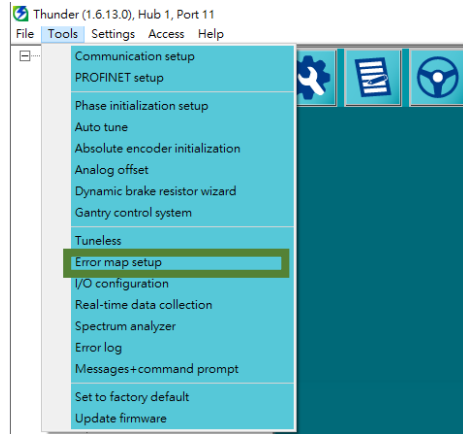 Thunder (1.6.13.0), Hub 1, Port 11
File Tools Settings Access Help
Communication setup
PROFINET setup
Phase initialization setup
Auto tune
Absolute encoder initialization
Analog offset
Dynamic brake resistor wizard
Gantry control system
Tuneless
Error map setup
I/O configuration
Real-time data collection
Spectrum analyzer
Error log
Messages+command prompt
Set to factory default
Update firmware